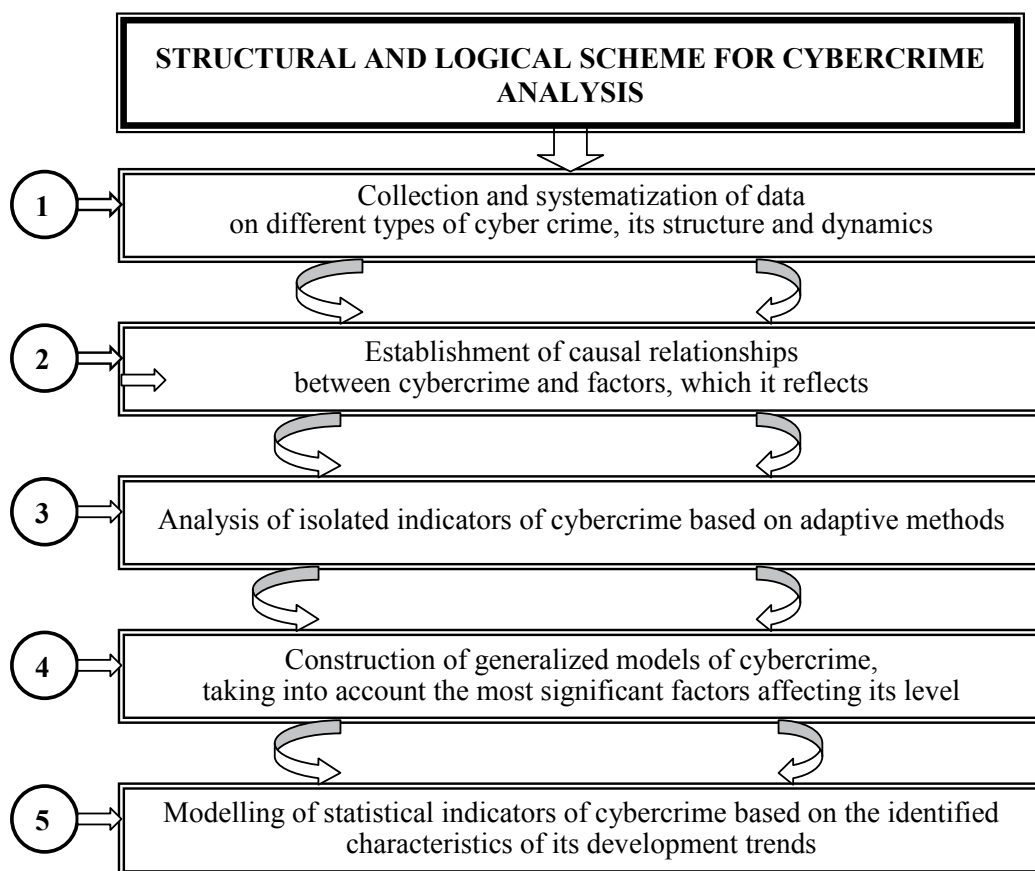 STRUCTURAL AND LOGICAL SCHEME FOR CYBERCRIME
ANALYSIS
1
Collection and systematization of data
on different types of cyber crime, its structure and dynamics
2
Establishment of causal relationships
between cybercrime and factors, which it reflects
3
Analysis of isolated indicators of cybercrime based on adaptive methods
4
Construction of generalized models of cybercrime,
taking into account the most significant factors affecting its level
5
Modelling of statistical indicators of cybercrime based on the identified
characteristics of its development trends